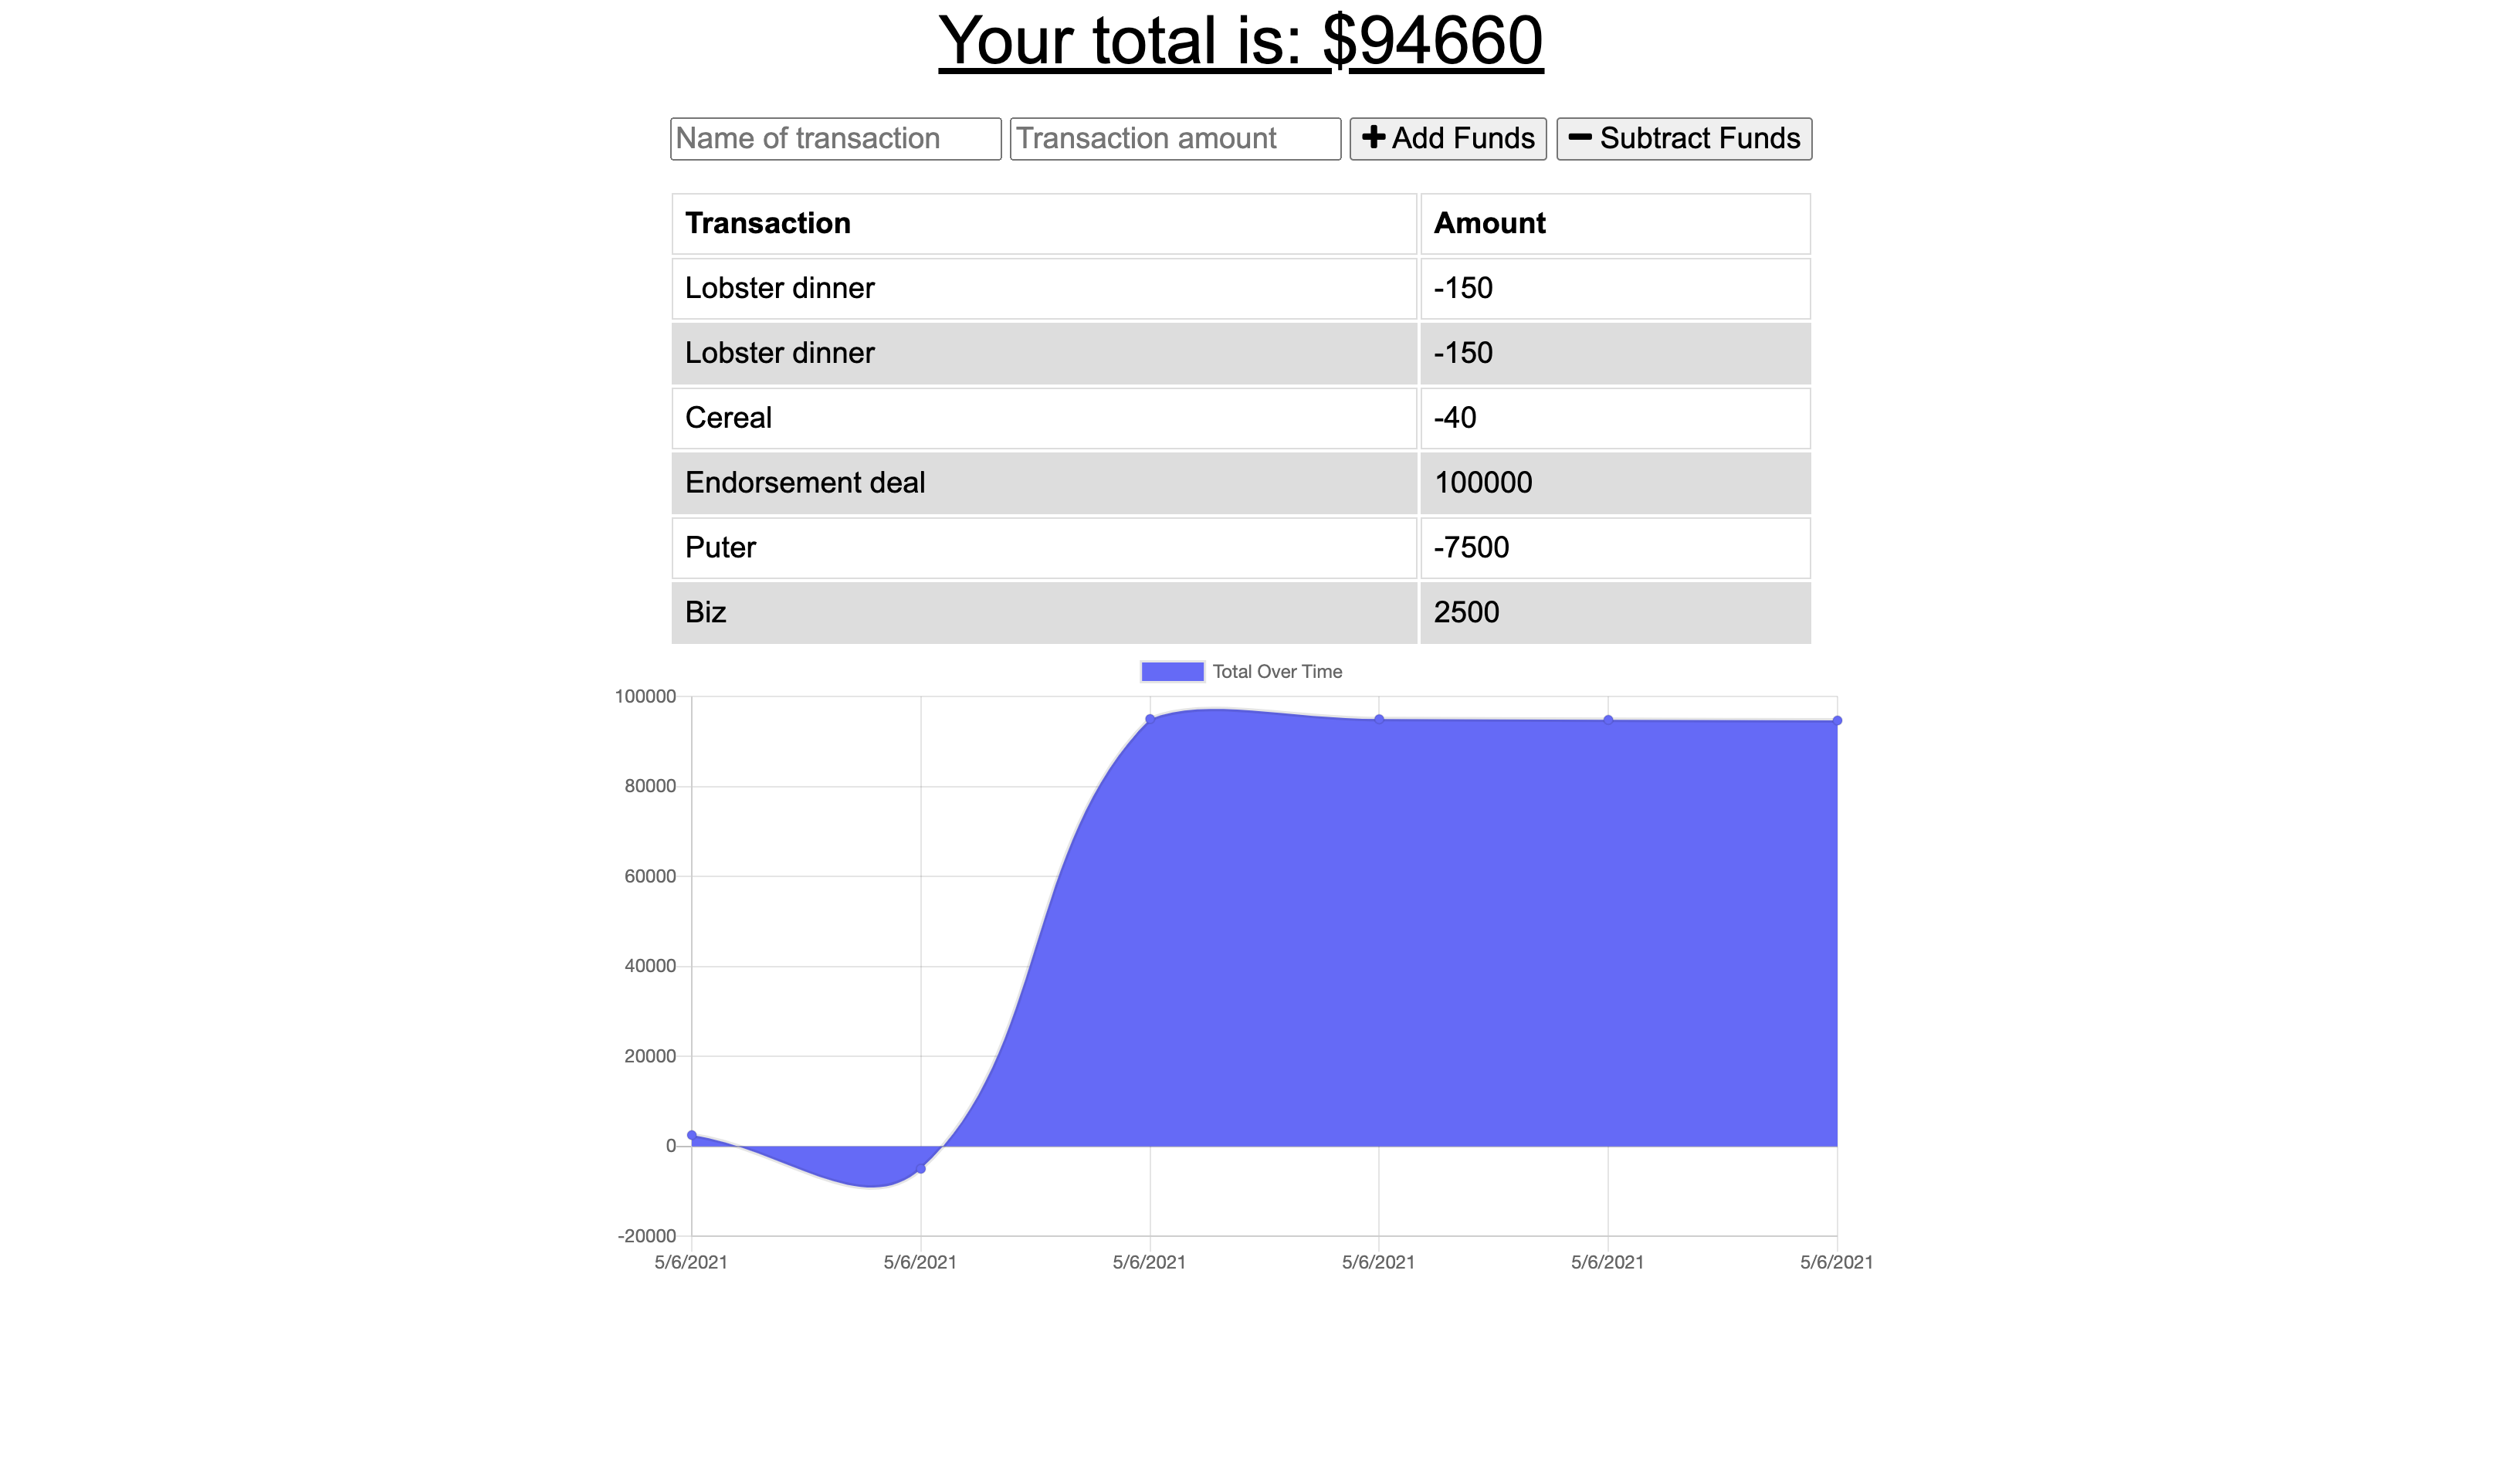 Your total is: $94660
Name of transaction Transaction amount Add Funds Subtract Funds
Transaction Amount
Lobster dinner -150
Lobster dinner -150
Cereal -40
Endorsement deal 100000
Puter -7500
Biz 2500
Total Over Time
100000
80000
60000
40000
20000
0
-20000
5/6/2021 5/6/2021 5/6/2021 5/6/2021 5/6/2021 5/6/2021